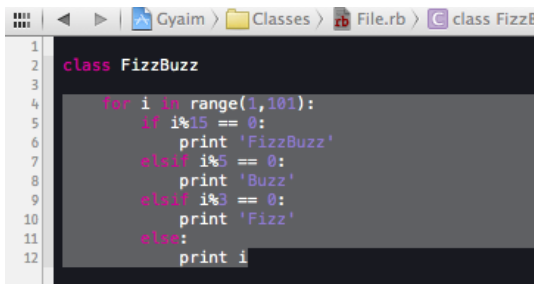 Gyaim Classes File.rb class FizzB
1
2 class FizzBuzz
3
4 for i in range(1,101):
5 if i%15 == 0:
6 print 'FizzBuzz'
7 elsif i%5 == 0:
8 print 'Buzz'
9 elsif i%3 == 0:
10 print 'Fizz'
11 else:
12 print i